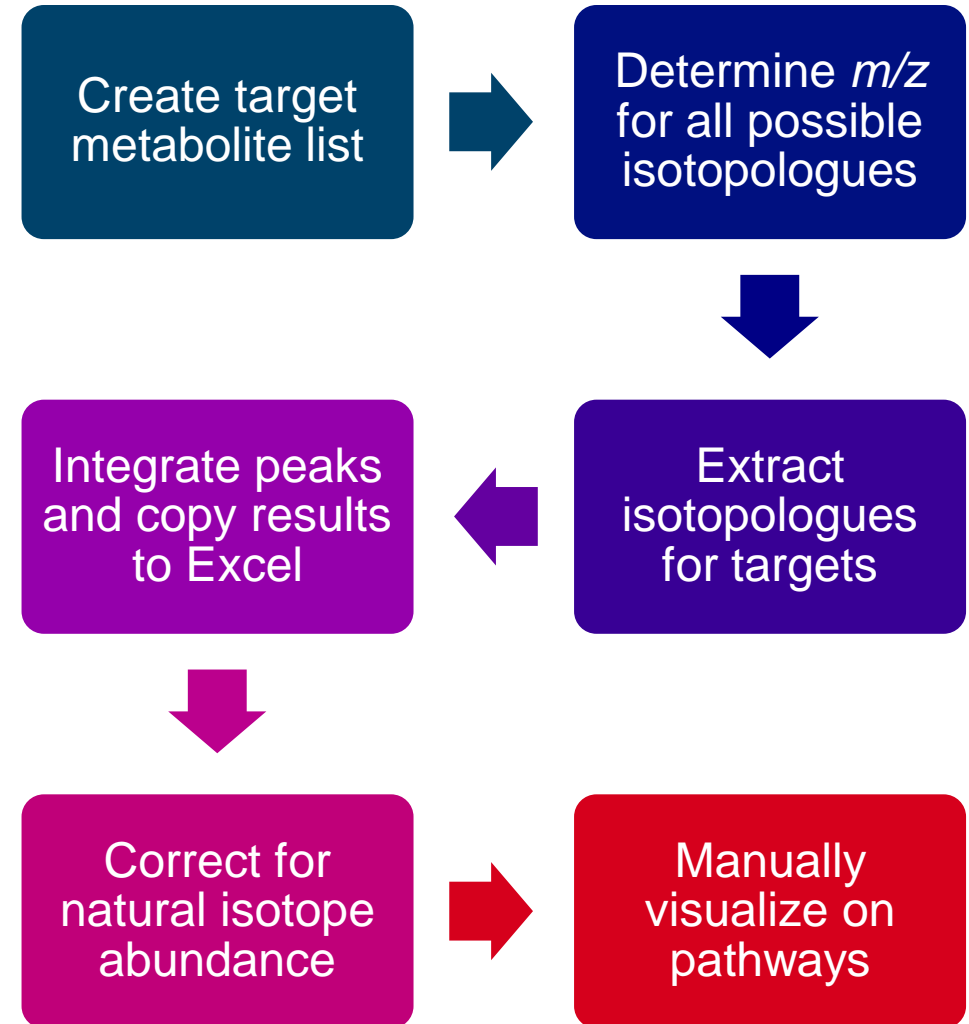 Create target
metabolite list
Determine m/z
for all possible
isotopologues
Extract
isotopologues
for targets
Integrate peaks
and copy results
to Excel
Correct for
natural isotope
abundance
Manually
visualize on
pathways